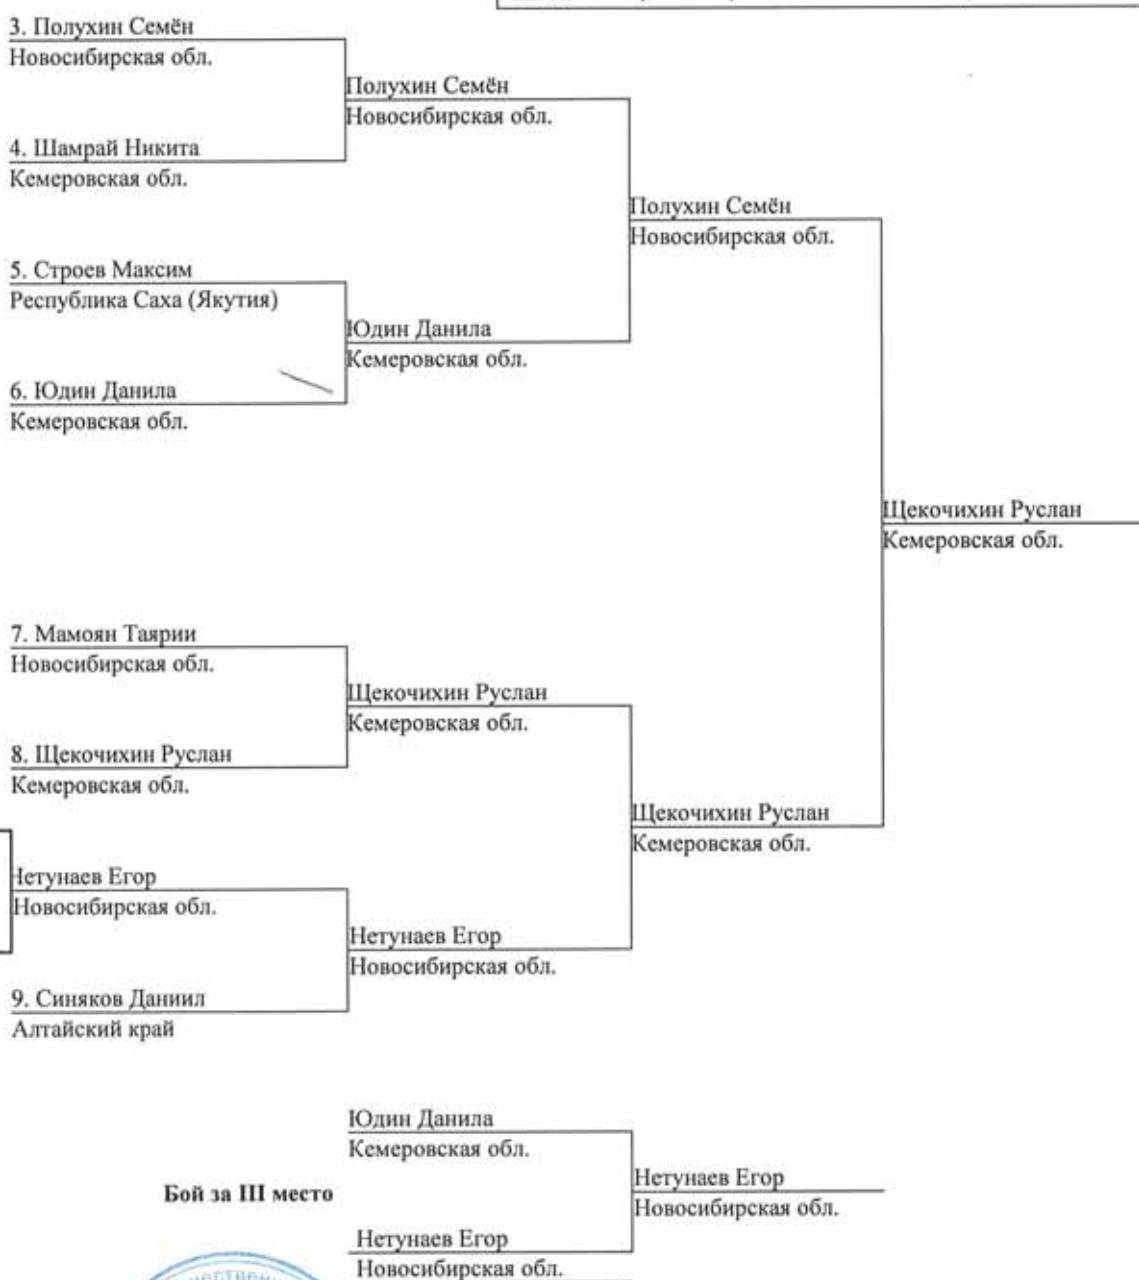 3. Полухин Семён
Новосибирская обл.
Полухин Семён
Новосибирская обл.
4. Шамрай Никита
Кемеровская обл.
Полухин Семён
Новосибирская обл.
5. Строев Максим
Республика Саха (Якутия)
Юдин Данила
Кемеровская обл.
6. Юдин Данила
Кемеровская обл.
Щекочихин Руслан
Кемеровская обл.
7. Мамоян Таярии
Новосибирская обл.
Щекочихин Руслан
Кемеровская обл.
8. Щекочихин Руслан
Кемеровская обл.
Щекочихин Руслан
Кемеровская обл.
Нетунаев Егор
Новосибирская обл.
Нетунаев Егор
Новосибирская обл.
9. Синяков Даниил
Алтайский край
Юдин Данила
Кемеровская обл.
Нетунаев Егор
Бой за III место
Новосибирская обл.
Нетунаев Егор
Новосибирская обл.